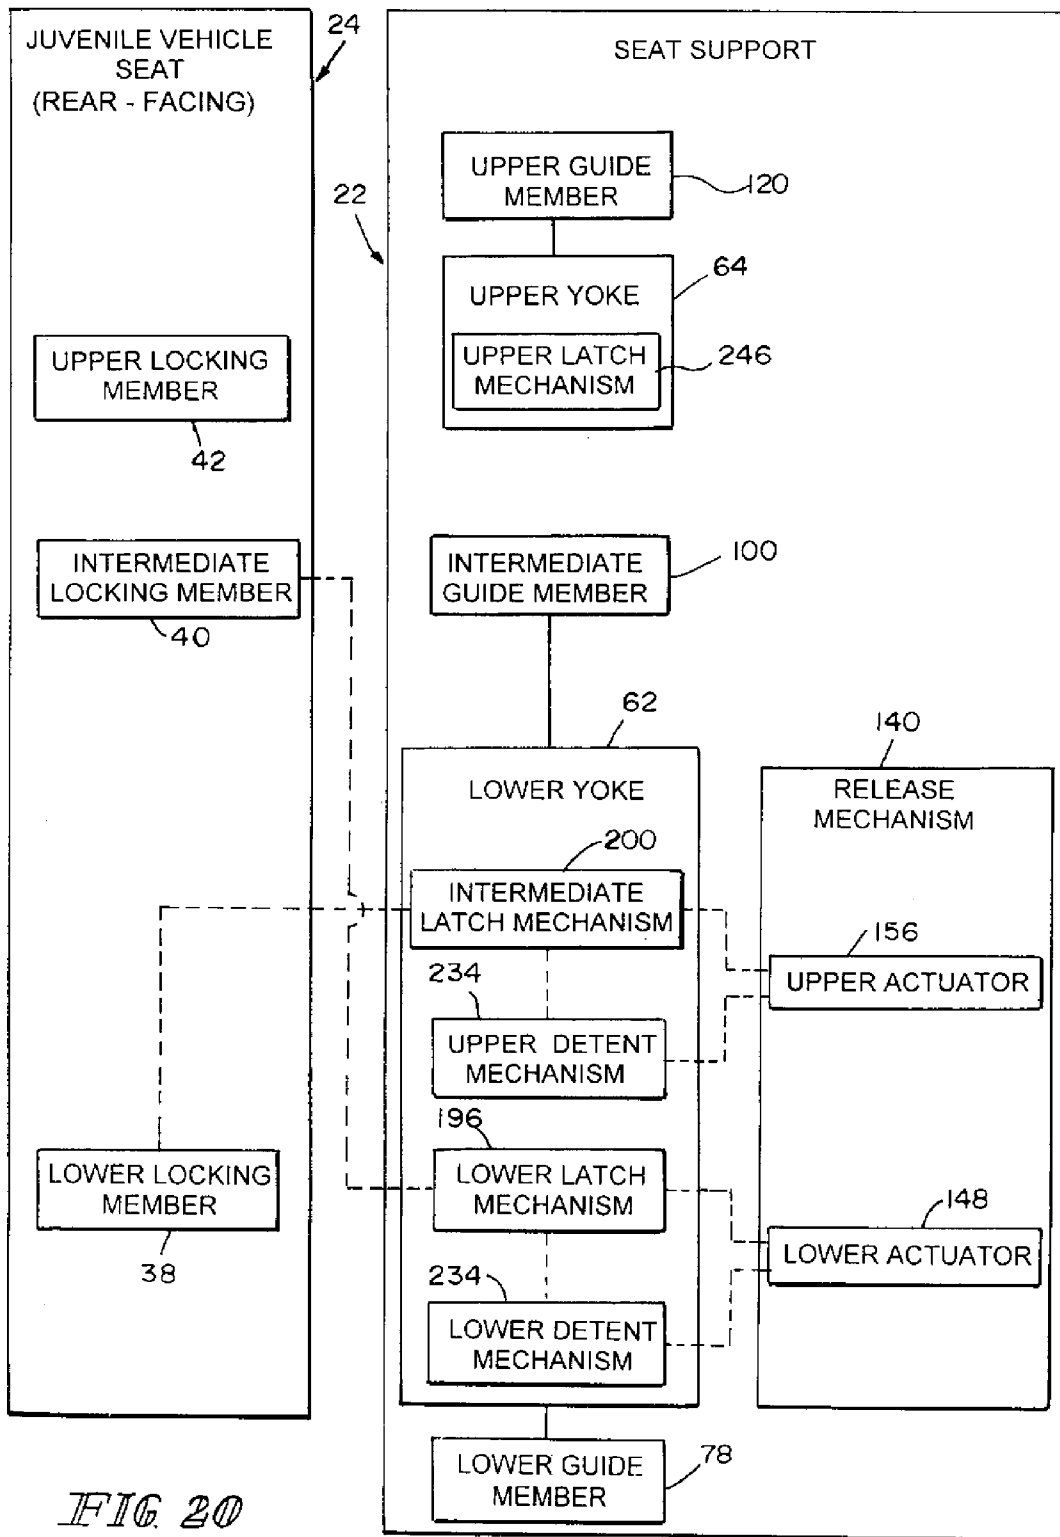 JUVENILE VEHICLE
SEAT
(REAR - FACING)
24
SEAT SUPPORT
22
UPPER GUIDE
MEMBER
120
UPPER YOKE
64
UPPER LATCH
MECHANISM
246
UPPER LOCKING
MEMBER
42
INTERMEDIATE
LOCKING MEMBER
40
INTERMEDIATE
GUIDE MEMBER
100
62
LOWER YOKE
140
RELEASE
MECHANISM
200
INTERMEDIATE
LATCH MECHANISM
156
UPPER ACTUATOR
234
UPPER DETENT
MECHANISM
196
LOWER LATCH
MECHANISM
LOWER LOCKING
MEMBER
38
148
LOWER ACTUATOR
234
LOWER DETENT
MECHANISM
LOWER GUIDE
MEMBER
78
FIG. 20